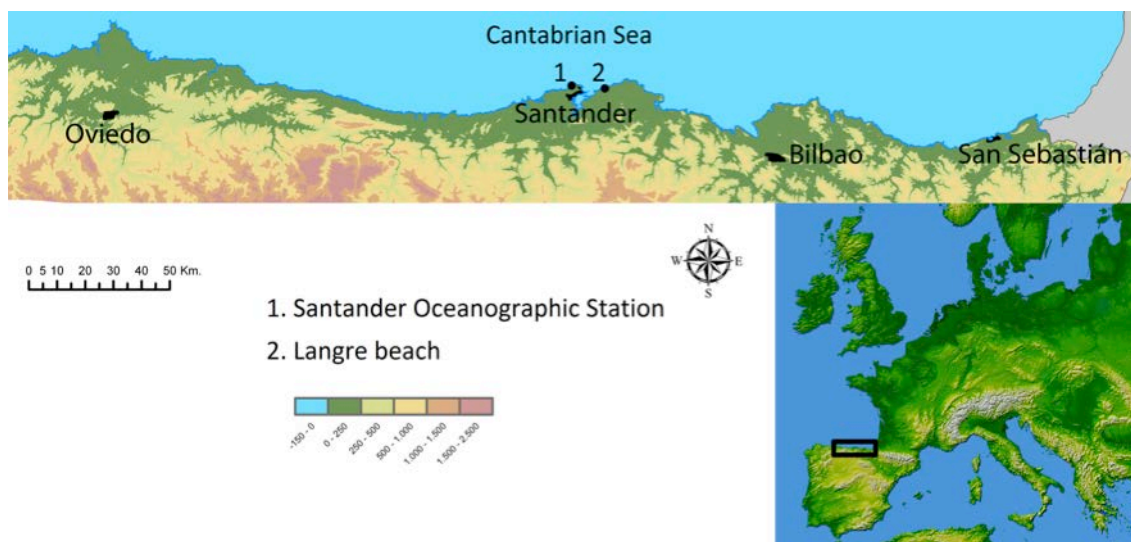 Cantabrian Sea
1 2
Santander
Oviedo
Bilbao
San Sebastián
N
W E
S
0 5 10 20 30 40 50 Km.
1. Santander Oceanographic Station
2. Langre beach
-150 - 0
0 - 250
250 - 500
500 - 1.000
1.000 - 1.500
1.500 - 2.500